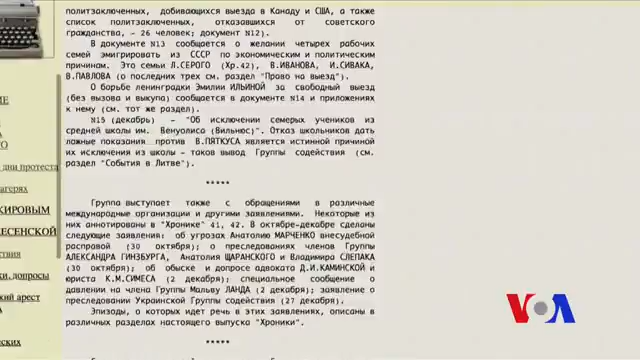 политзаключенных, добивающихся выезда в Канаду и США, а также
список политзаключенных, отказавшихся от советского
гражданства, - 26 человек; документ N12).
В документе N13 сообщается о желании четырех рабочих
семей эмигрировать из СССР по экономическим и политическим
причинам. Это семьи Л.СЕРОГО (Хр.42), В.ИВАНОВА, И.СИВАКА,
В.ПАВЛОВА (о последних трех см. раздел "Право на выезд").
О борьбе ленинградки Эмилии ИЛЬИНОЙ за свободный выезд
(без вызова и выкупа) сообщается в документе N14 и приложениях
к нему (см. тот же раздел).
N15 (декабрь) - "Об исключении семерых учеников из
средней школы им. Венуолиса (Вильнюс)". Отказ школьников дать
ложные показания против В.ПЯТКУСА является истинной причиной
их исключения из школы - таков вывод Группы содействия (см.
раздел "События в Литве").
*****
Группа выступает также с обращениями в различные
международные организации и другими заявлениями. Некоторые из
них аннотированы в "Хронике" 41, 42. В октябре-декабре сделаны
следующие заявления: об угрозах Анатолию МАРЧЕНКО внесудебной
расправой (30 октября); о преследованиях членов Группы
АЛЕКСАНДРА ГИНЗБУРГА, Анатолия ЩАРАНСКОГО и Владимира СЛЕПАКА
(30 октября); об обыске и допросе адвоката Д.И.КАМИНСКОЙ и
юриста К.М.СИМЕСА (2 декабря); специальное сообщение о
давлении на члена Группы Мальву ЛАНДА (2 декабря); заявление о
преследовании Украинской Группы Содействия (27 декабря).
Эпизоды, о которых идет речь в этих заявлениях, описаны в
различных разделах настоящего выпуска "Хроники".
*****
дни протеста
агерях
КИРОВЫМ
ЕСЕНСКОЙ
ствия
ки, допросы
кий арест
VOA